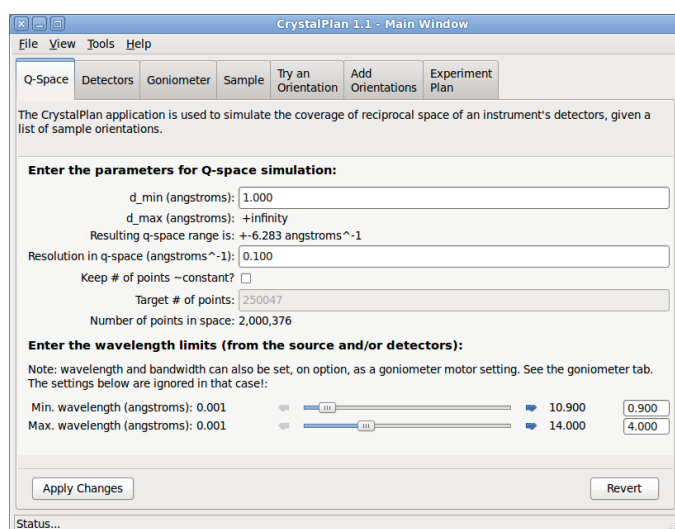 CrystalPlan 1.1 - Main Window
File View Tools Help
Q-Space Detectors Goniometer Sample Try an Orientation Add Orientations Experiment Plan
The CrystalPlan application is used to simulate the coverage of reciprocal space of an instrument's detectors, given a
list of sample orientations.
Enter the parameters for Q-space simulation:
d_min (angstroms): 1.000
d_max (angstroms): +infinity
Resulting q-space range is: +-6.283 angstroms^-1
Resolution in q-space (angstroms^-1): 0.100
Keep # of points ~constant?
Target # of points: 250047
Number of points in space: 2,000,376
Enter the wavelength limits (from the source and/or detectors):
Note: wavelength and bandwidth can also be set, on option, as a goniometer motor setting. See the goniometer tab.
The settings below are ignored in that case!:
Min. wavelength (angstroms): 0.001 10.900 0.900
Max. wavelength (angstroms): 0.001 14.000 4.000
Apply Changes Revert
Status...